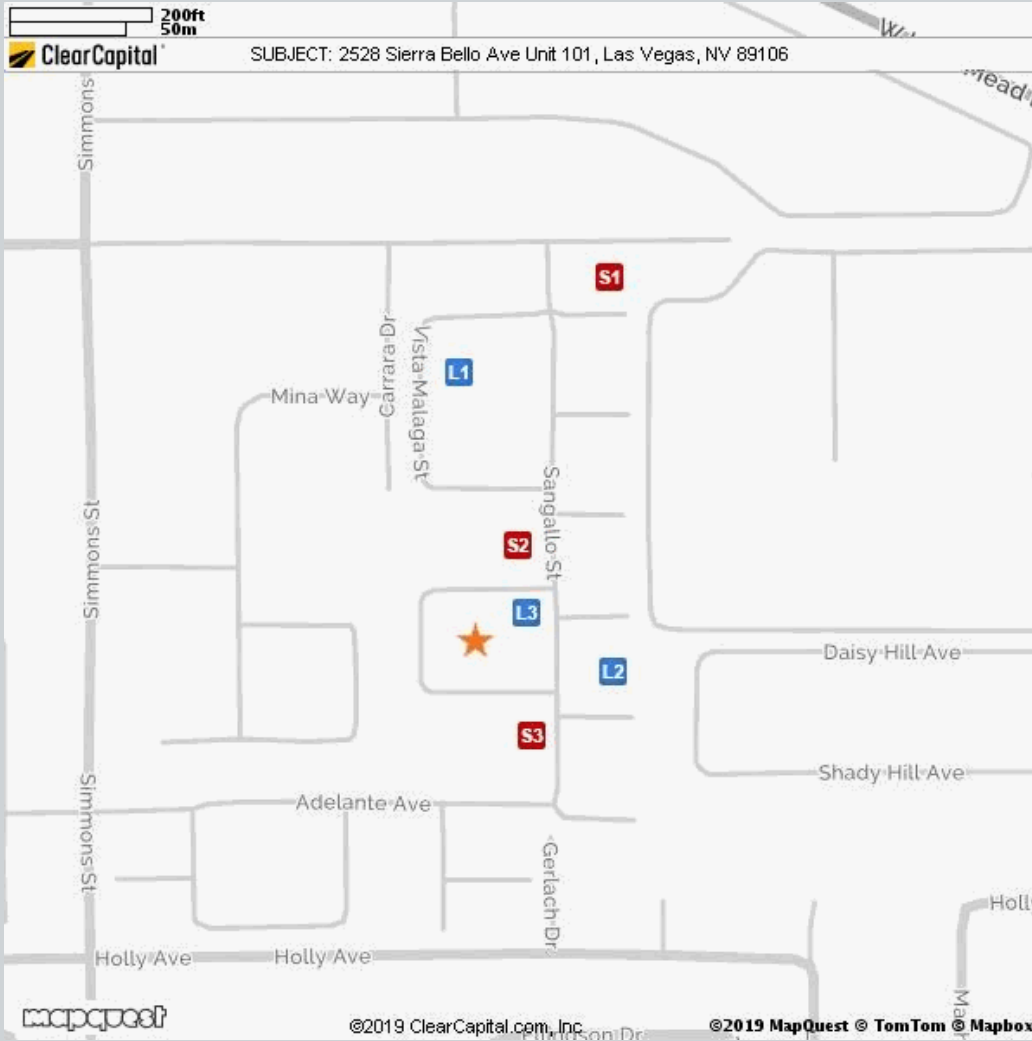 200ft
50m
ClearCapital
SUBJECT: 2528 Sierra Bello Ave Unit 101, Las Vegas, NV 89106
Simmons
S1
Carrara Dr
Vista Malaga St
L1
Mina Way
Sangallo St
Simmons St
S2
L3
L2
Daisy Hill Ave
S3
Shady Hill Ave
Simmons St
Adelante Ave
Gerlach Dr
Holly Ave
Holly Ave
mapquest
©2019 ClearCapital.com, Inc
©2019 MapQuest © TomTom © Mapbox